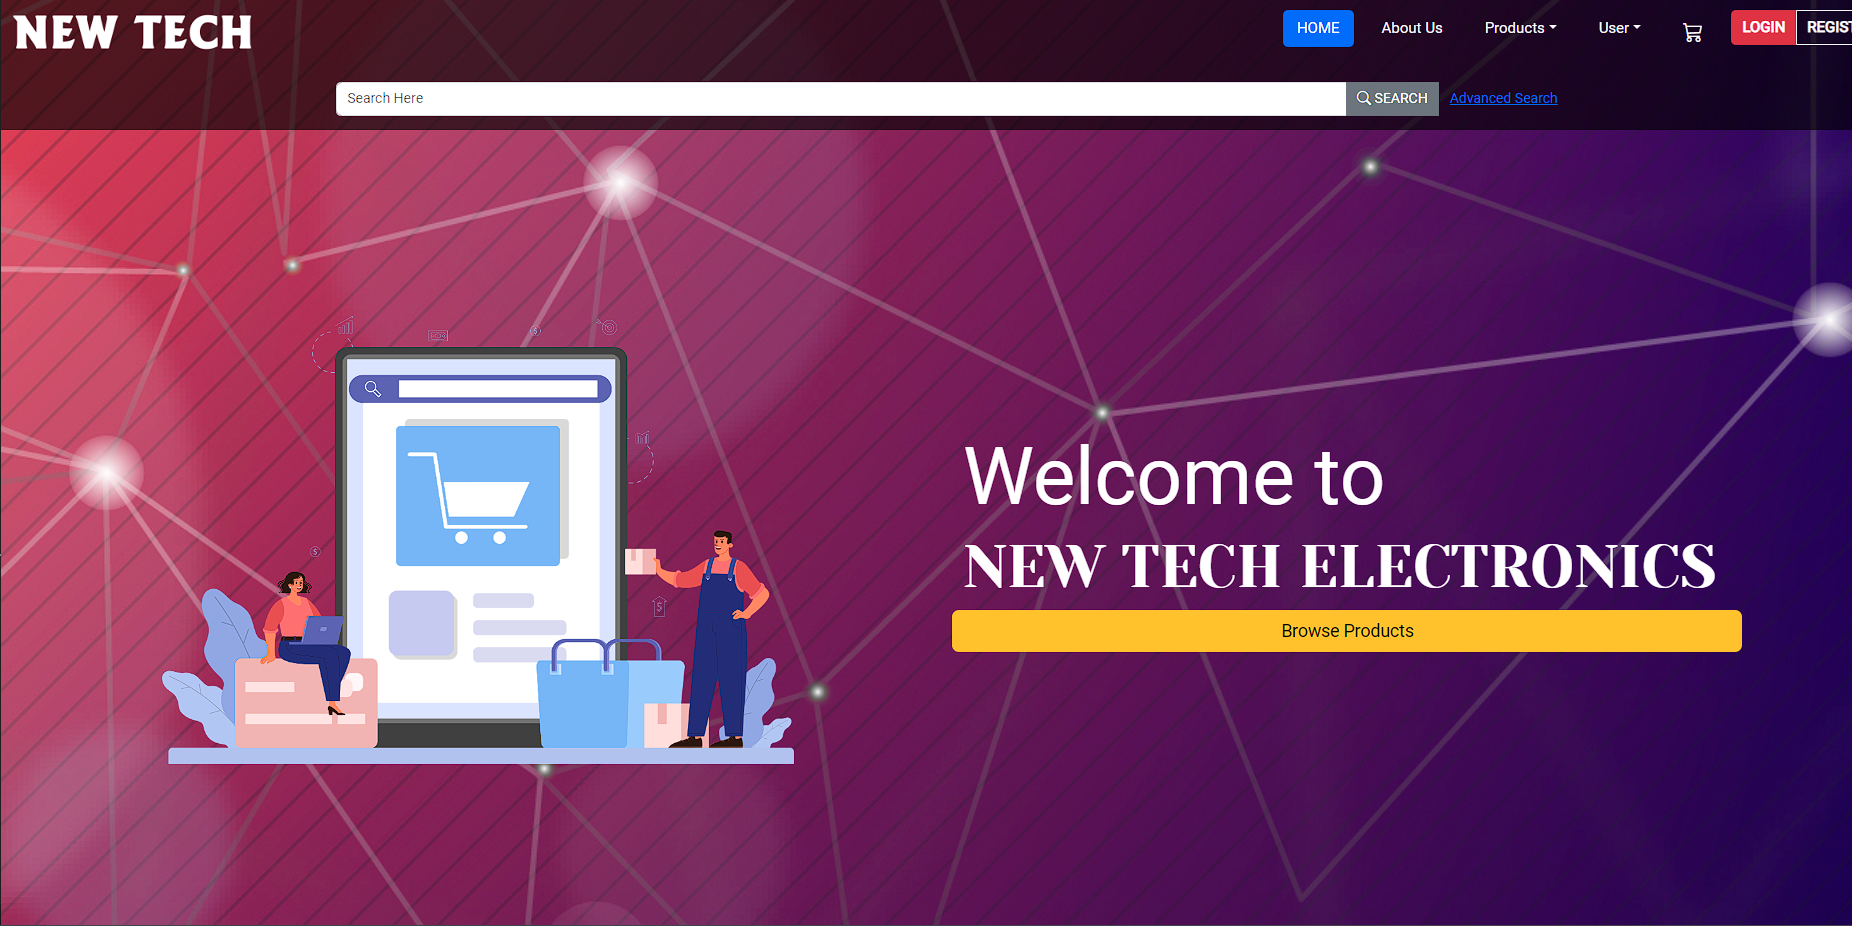 NEW TECH
HOME
About Us
Products
User
LOGIN
REGIST
Search Here
SEARCH
Advanced Search
Welcome to
NEW TECH ELECTRONICS
Browse Products